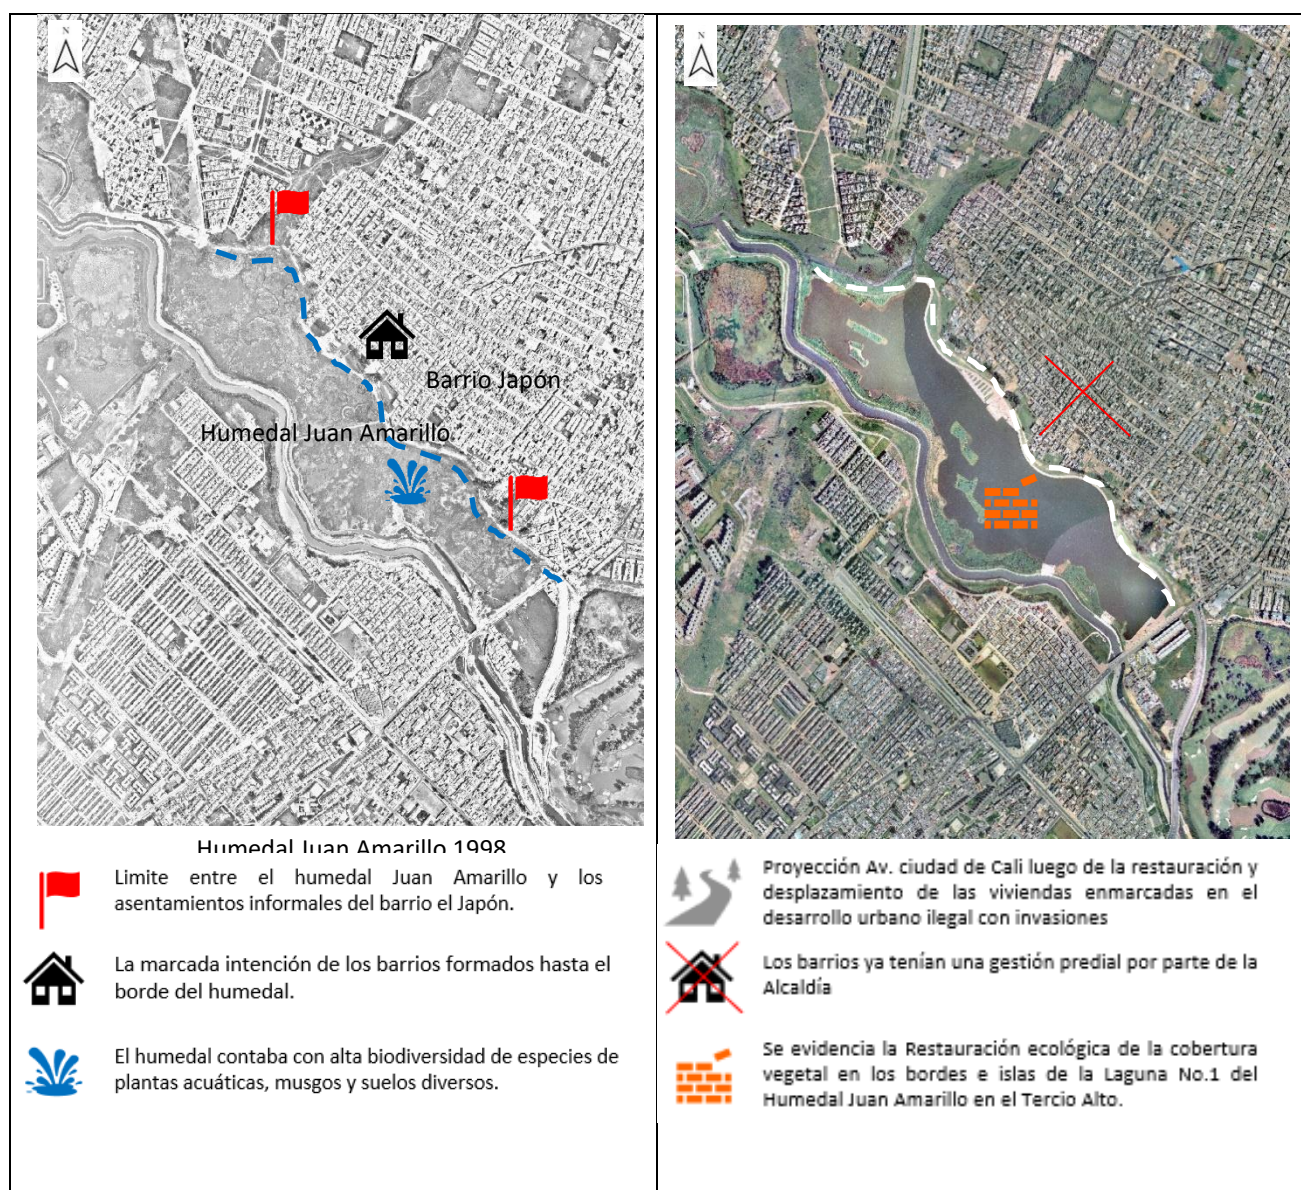 N
N
Barrio Japón
Humedal Juan Amarillo
Humedal Juan Amarillo 1998
Limite entre el humedal Juan Amarillo y los
asentamientos informales del barrio el Japón.
La marcada intención de los barrios formados hasta el
borde del humedal.
El humedal contaba con alta biodiversidad de especies de
plantas acuáticas, musgos y suelos diversos.
Proyección Av. ciudad de Cali luego de la restauración y
desplazamiento de las viviendas enmarcadas en el
desarrollo urbano ilegal con invasiones
Los barrios ya tenían una gestión predial por parte de la
Alcaldía
Se evidencia la Restauración ecológica de la cobertura
vegetal en los bordes e islas de la Laguna No.1 del
Humedal Juan Amarillo en el Tercio Alto.